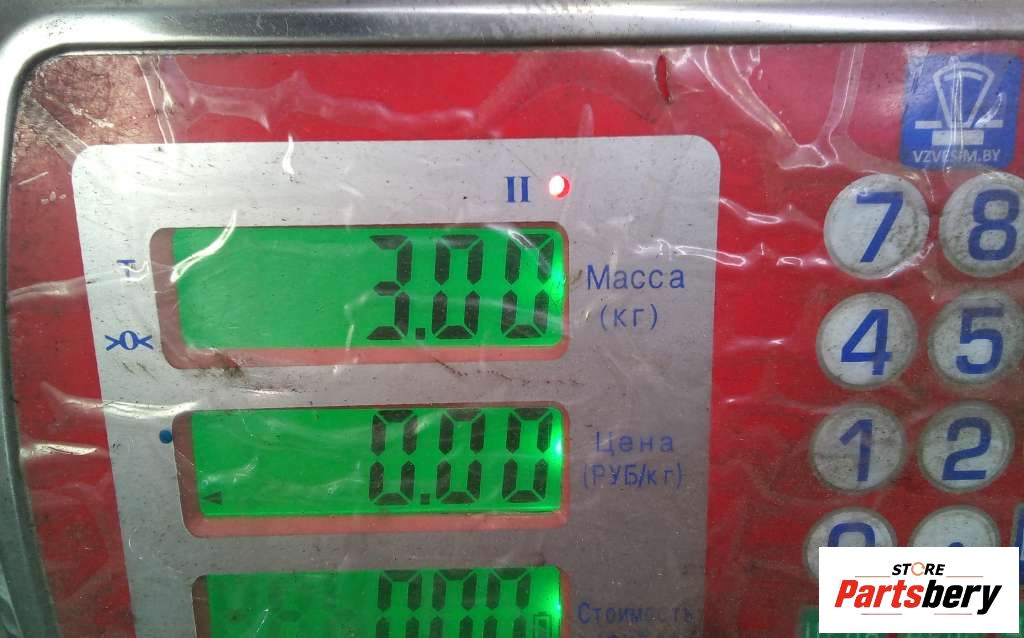 VZVESIM.BY
II
7 8
3.00
Масса
(кг)
>0<
4 5
0.00
Цена
(РУБ/кг)
1 2
Стоимость
STORE
Partsbery